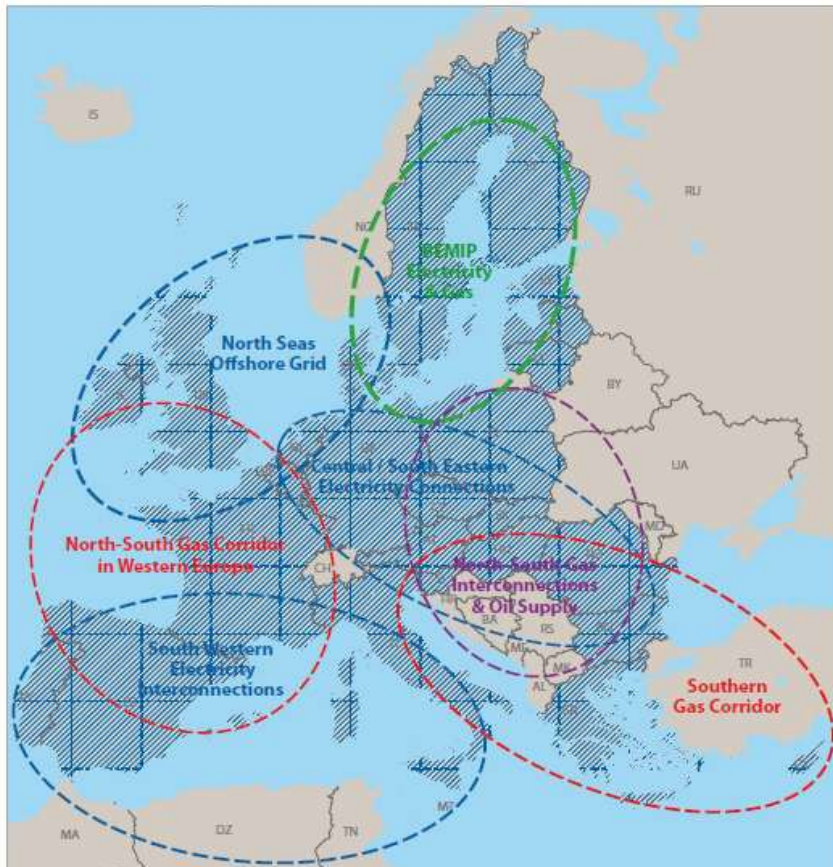 IS
RU
NO
BEMIP
Electricity
& Gas
North Seas
Offshore Grid
BY
UA
Central / South Eastern
Electricity Connections
MD
North-South Gas Corridor
in Western Europe
CH
North-South Gas
Interconnections
& Oil Supply
BA
RS
ME
MK
AL
TR
South Western
Electricity
Interconnections
Southern
Gas Corridor
MT
MA
DZ
TN